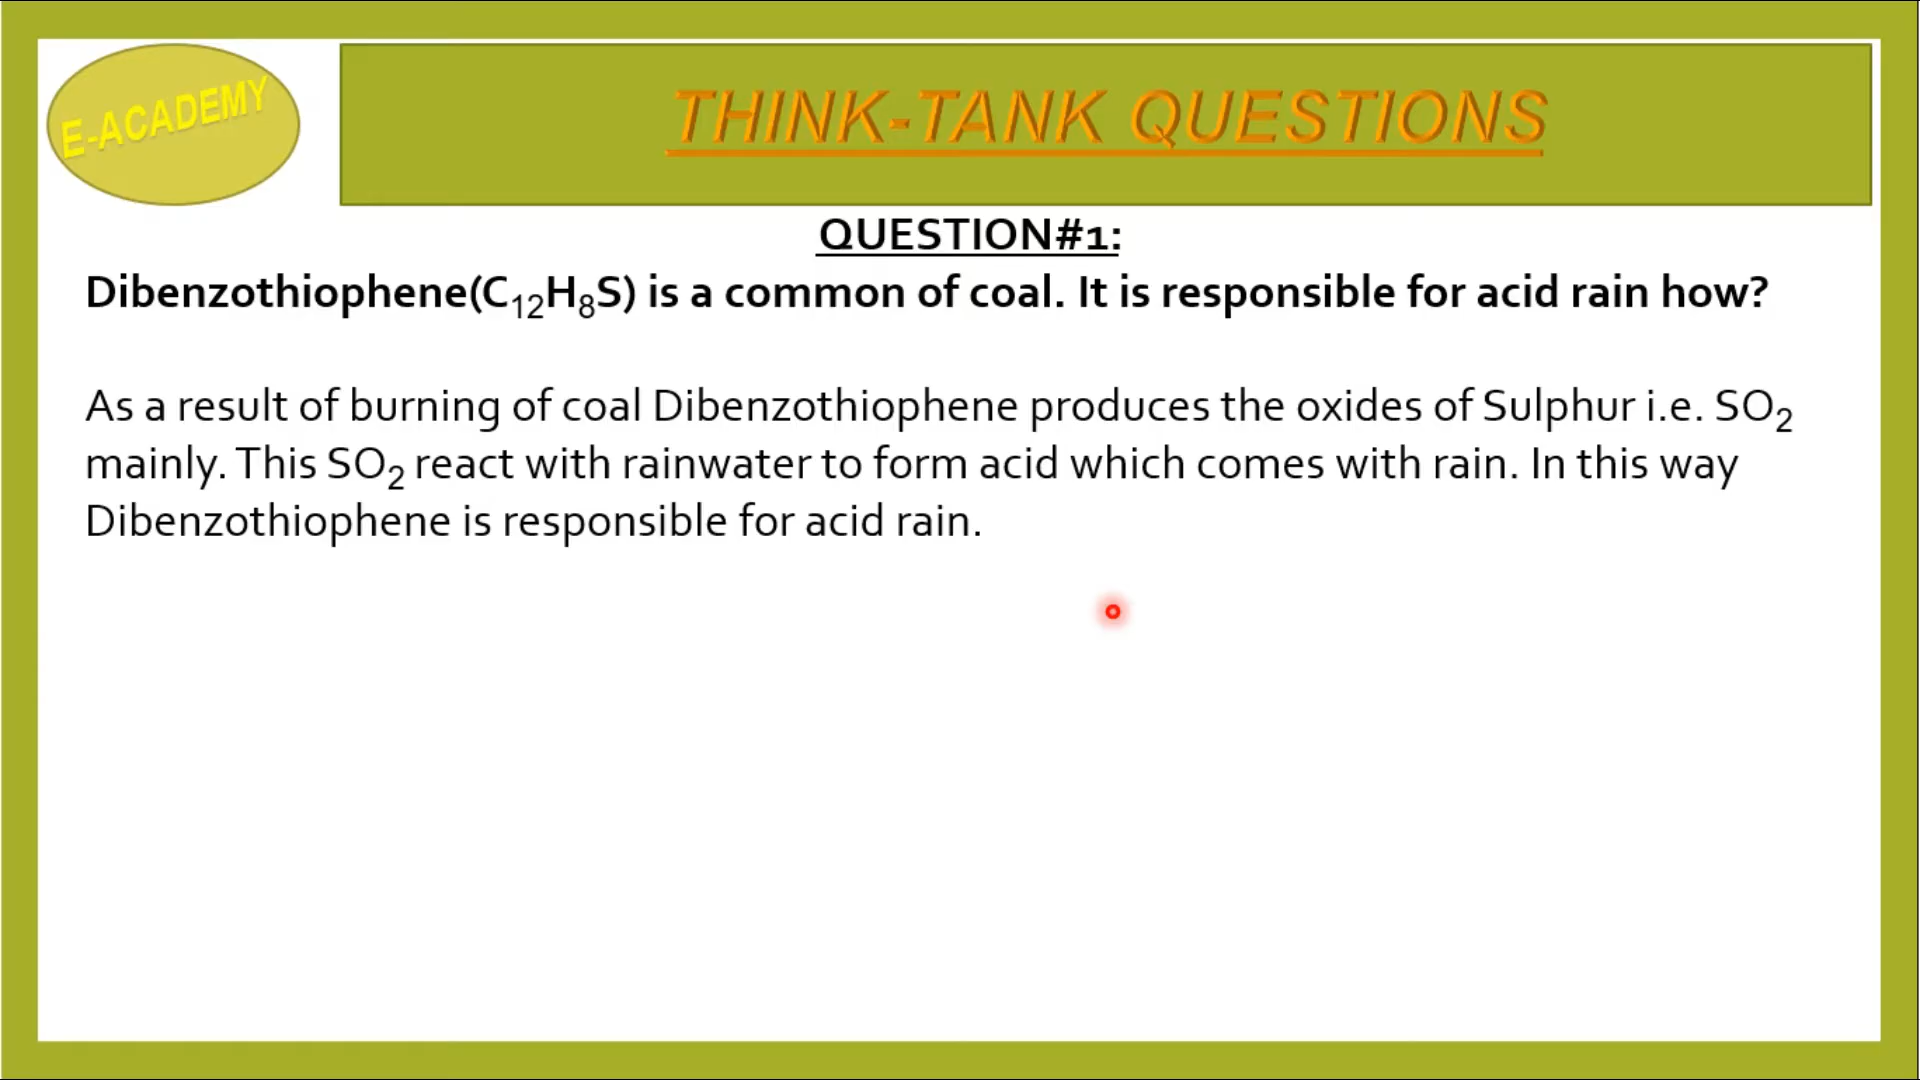 E-ACADEMY
THINK-TANK QUESTIONS
QUESTION#1:
Dibenzothiophene(C₁₂H₈S) is a common of coal. It is responsible for acid rain how?
As a result of burning of coal Dibenzothiophene produces the oxides of Sulphur i.e. SO₂
mainly. This SO₂ react with rainwater to form acid which comes with rain. In this way
Dibenzothiophene is responsible for acid rain.